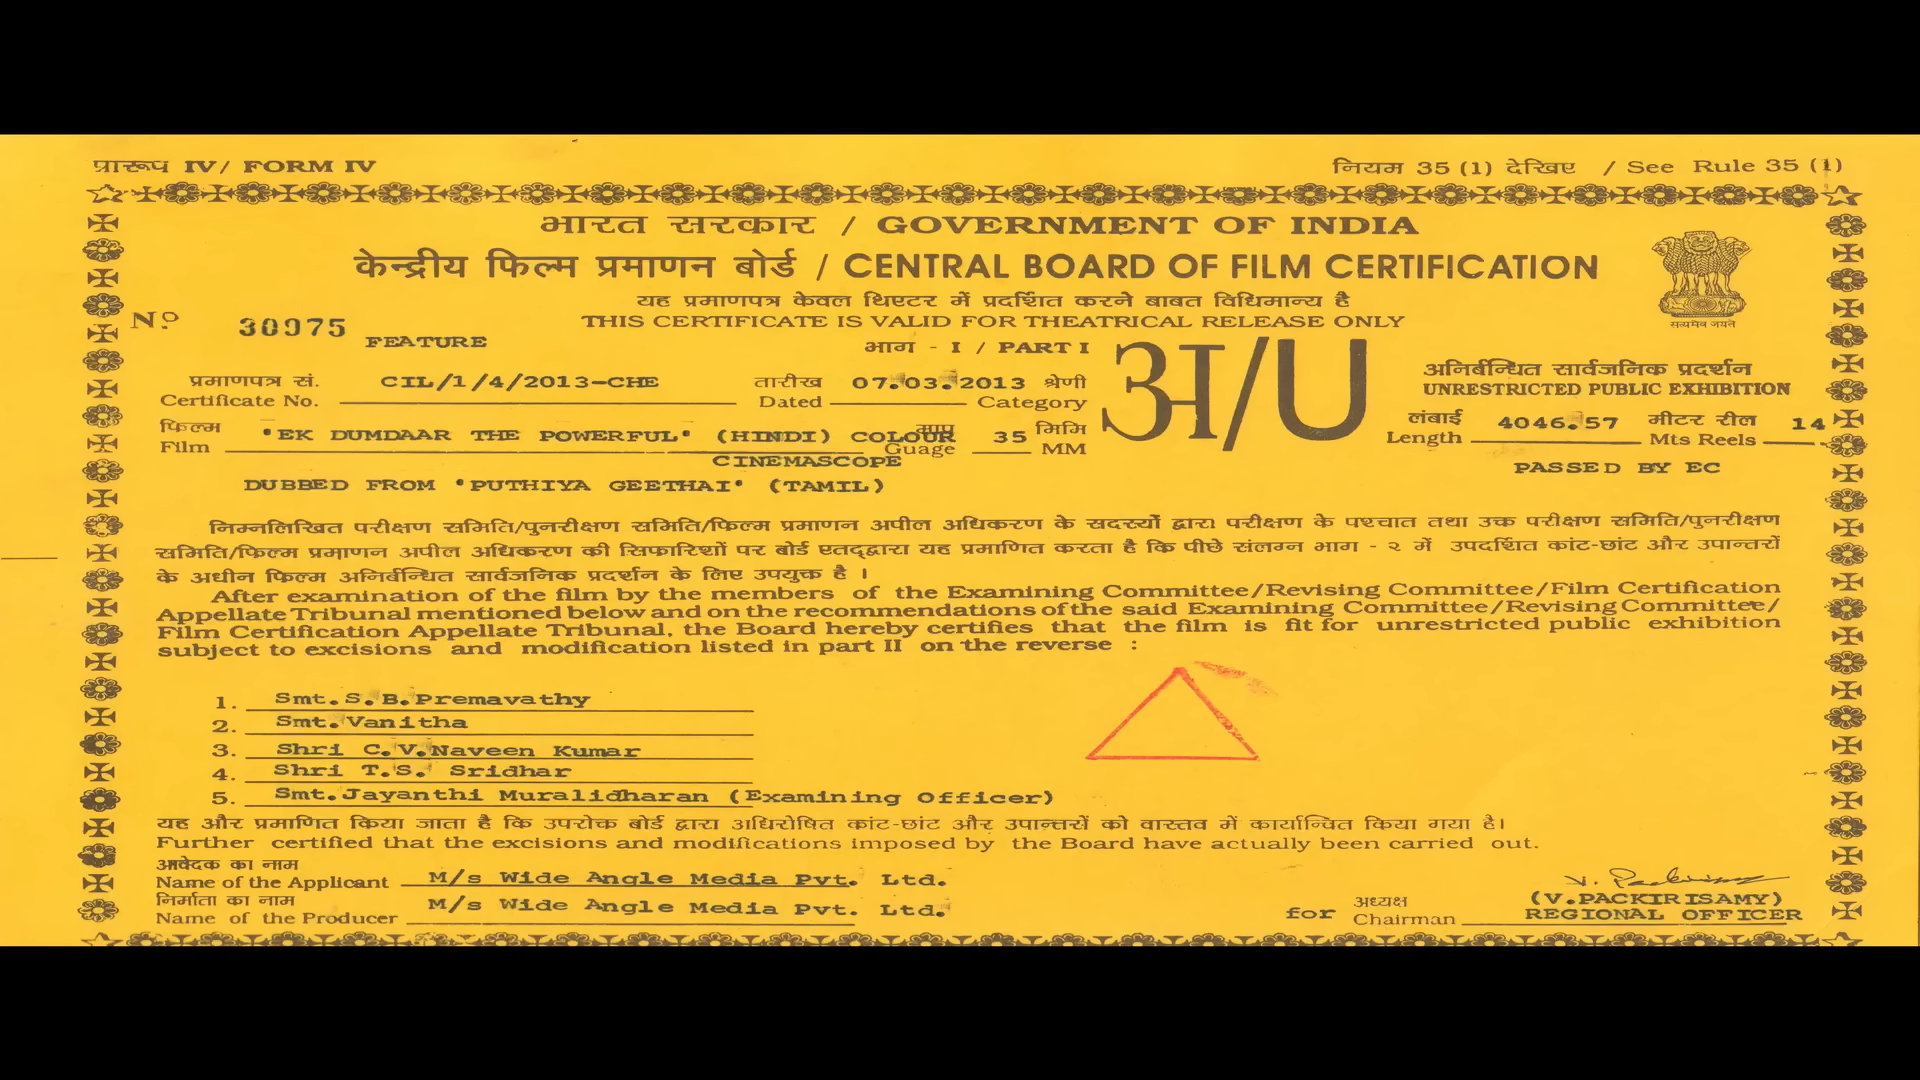 प्रारूप IV/ FORM IV
नियम 35 (1) देखिए / See Rule 35 (1)
भारत सरकार / GOVERNMENT OF INDIA
केन्द्रीय फिल्म प्रमाणन बोर्ड / CENTRAL BOARD OF FILM CERTIFICATION
यह प्रमाणपत्र केवल थिएटर में प्रदर्शित करने बाबत विधिमान्य है
सत्यमेव जयते
No. 30975 THIS CERTIFICATE IS VALID FOR THEATRICAL RELEASE ONLY
FEATURE
भाग - I / PART I
अ/U
अनिर्बन्धित सार्वजनिक प्रदर्शन
UNRESTRICTED PUBLIC EXHIBITION
प्रमाणपत्र सं. CIL/1/4/2013-CHE तारीख 07.03.2013 श्रेणी
Certificate No. Dated Category
लंबाई 4046.57 मीटर रील 14
Length Mts Reels
फिल्म 'EK DUMDAAR THE POWERFUL' (HINDI) COLOUR माप 35 मिमि
Film Guage MM
CINEMASCOPE
PASSED BY EC
DUBBED FROM 'PUTHIYA GEETHAI' (TAMIL)
निम्नलिखित परीक्षण समिति/पुनरीक्षण समिति/फिल्म प्रमाणन अपील अधिकरण के सदस्यों द्वारा परीक्षण के पश्चात तथा उक्त परीक्षण समिति/पुनरीक्षण
समिति/फिल्म प्रमाणन अपील अधिकरण की सिफारिशों पर बोर्ड एतद्द्वारा यह प्रमाणित करता है कि पीछे संलग्न भाग - २ में उपदर्शित कांट-छांट और उपान्तरों
के अधीन फिल्म अनिर्बन्धित सार्वजनिक प्रदर्शन के लिए उपयुक्त है ।
After examination of the film by the members of the Examining Committee/Revising Committee/Film Certification
Appellate Tribunal mentioned below and on the recommendations of the said Examining Committee/Revising Committee/
Film Certification Appellate Tribunal, the Board hereby certifies that the film is fit for unrestricted public exhibition
subject to excisions and modification listed in part II on the reverse :
1. Smt.S.B.Premavathy
2. Smt.Vanitha
3. Shri C.V.Naveen Kumar
4. Shri T.S. Sridhar
5. Smt.Jayanthi Muralidharan (Examining Officer)
यह और प्रमाणित किया जाता है कि उपरोक्त बोर्ड द्वारा अधिरोषित कांट-छांट और उपान्तरों को वास्तव में कार्यान्वित किया गया है।
Further certified that the excisions and modifications imposed by the Board have actually been carried out.
आवेदक का नाम
Name of the Applicant M/s Wide Angle Media Pvt. Ltd.
निर्माता का नाम
Name of the Producer M/s Wide Angle Media Pvt. Ltd.
V. Packirisamy
(V.PACKIRISAMY)
for अध्यक्ष
Chairman REGIONAL OFFICER